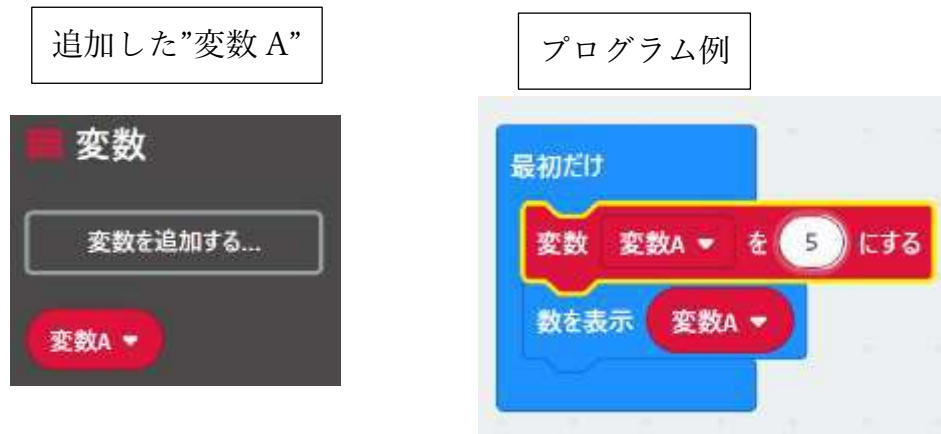 追加した”変数 A”
プログラム例
変数
変数を追加する...
変数A
最初だけ
変数 変数A を 5 にする
数を表示 変数A